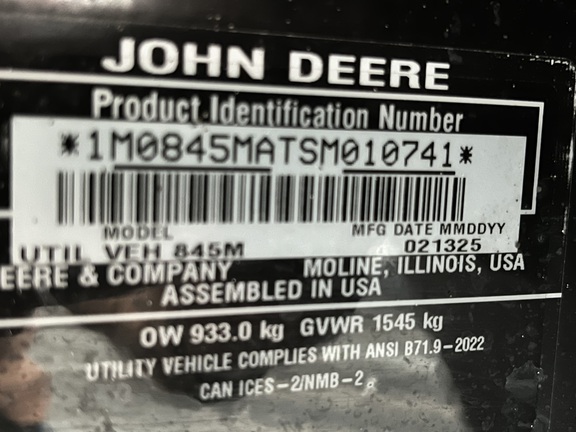 JOHN DEERE
Product Identification Number
*1M0845MATSM010741*
MODEL MFG DATE MMDDYY
UTIL VEH 845M 021325
EERE & COMPANY MOLINE, ILLINOIS, USA
ASSEMBLED IN USA
OW 933.0 kg GVWR 1545 kg
UTILITY VEHICLE COMPLIES WITH ANSI B71.9-2022
CAN ICES-2/NMB-2